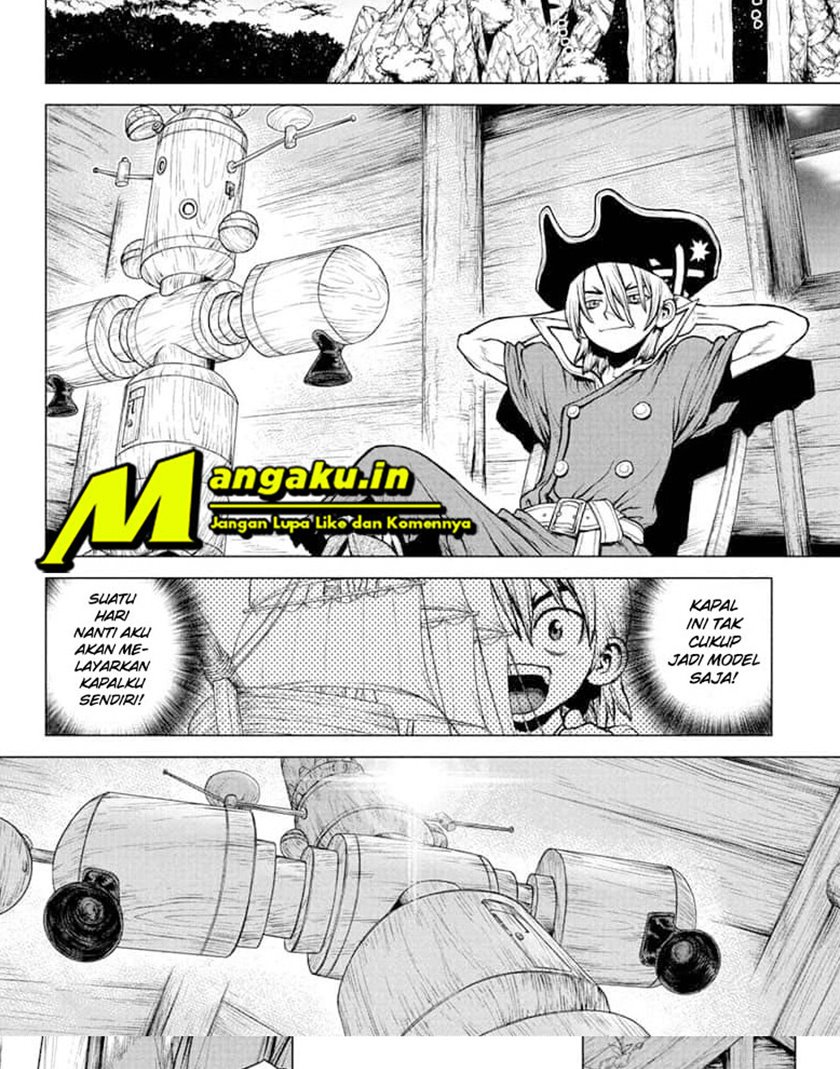 Mangaku.in
Jangan Lupa Like dan Komennya
KAPAL
INI TAK
CUKUP
JADI MODEL
SAJA!
SUATU
HARI
NANTI AKU
AKAN ME-
LAYARKAN
KAPALKU
SENDIRI!